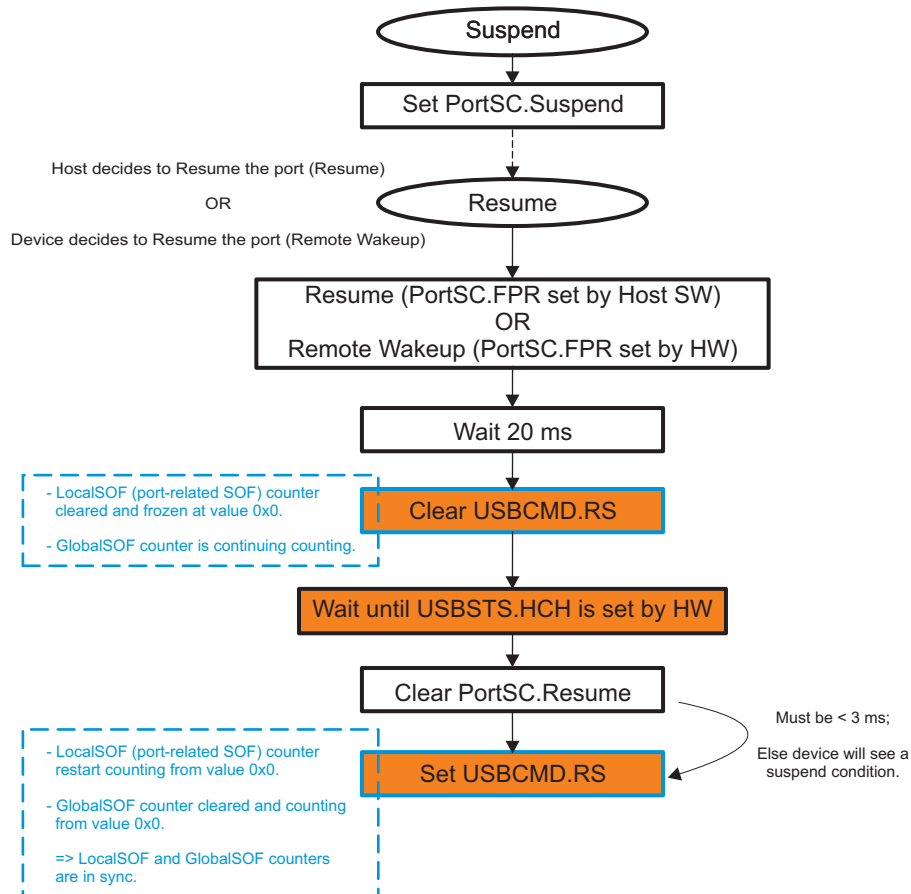 Suspend
Set PortSC.Suspend
Host decides to Resume the port (Resume)
OR
Device decides to Resume the port (Remote Wakeup)
Resume
Resume (PortSC.FPR set by Host SW)
OR
Remote Wakeup (PortSC.FPR set by HW)
Wait 20 ms
- LocalSOF (port-related SOF) counter
cleared and frozen at value 0x0.
- GlobalSOF counter is continuing counting.
Clear USBCMD.RS
Wait until USBSTS.HCH is set by HW
Clear PortSC.Resume
Must be < 3 ms;
Else device will see a
suspend condition.
- LocalSOF (port-related SOF) counter
restart counting from value 0x0.
- GlobalSOF counter cleared and counting
from value 0x0.
=> LocalSOF and GlobalSOF counters
are in sync.
Set USBCMD.RS